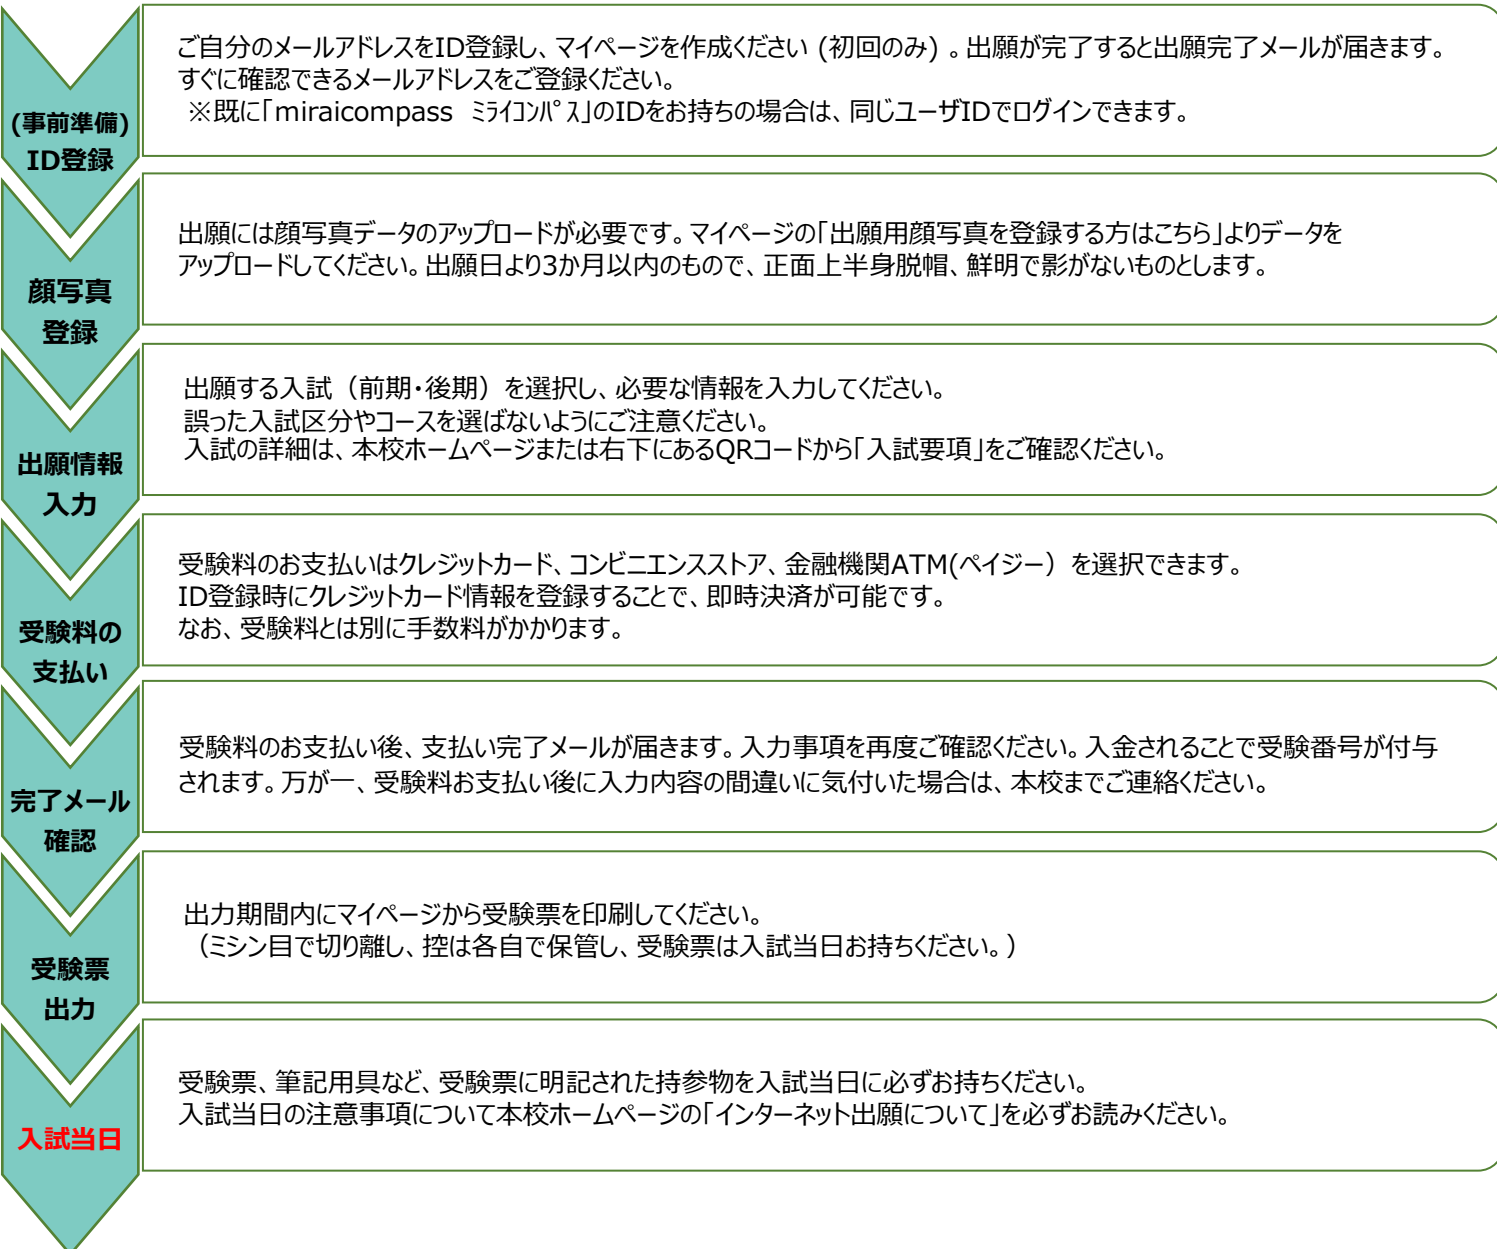 (事前準備)
ID登録
ご自分のメールアドレスをID登録し、マイページを作成ください (初回のみ) 。出願が完了すると出願完了メールが届きます。
すぐに確認できるメールアドレスをご登録ください。
※既に「miraicompass ﾐﾗｲｺﾝﾊﾟｽ」のIDをお持ちの場合は、同じユーザIDでログインできます。
顔写真
登録
出願には顔写真データのアップロードが必要です。マイページの「出願用顔写真を登録する方はこちら」よりデータを
アップロードしてください。出願日より3か月以内のもので、正面上半身脱帽、鮮明で影がないものとします。
出願情報
入力
出願する入試（前期・後期）を選択し、必要な情報を入力してください。
誤った入試区分やコースを選ばないようにご注意ください。
入試の詳細は、本校ホームページまたは右下にあるQRコードから「入試要項」をご確認ください。
受験料の
支払い
受験料のお支払いはクレジットカード、コンビニエンスストア、金融機関ATM(ペイジー）を選択できます。
ID登録時にクレジットカード情報を登録することで、即時決済が可能です。
なお、受験料とは別に手数料がかかります。
完了メール
確認
受験料のお支払い後、支払い完了メールが届きます。入力事項を再度ご確認ください。入金されることで受験番号が付与
されます。万が一、受験料お支払い後に入力内容の間違いに気付いた場合は、本校までご連絡ください。
受験票
出力
出力期間内にマイページから受験票を印刷してください。
（ミシン目で切り離し、控は各自で保管し、受験票は入試当日お持ちください。）
入試当日
受験票、筆記用具など、受験票に明記された持参物を入試当日に必ずお持ちください。
入試当日の注意事項について本校ホームページの「インターネット出願について」を必ずお読みください。